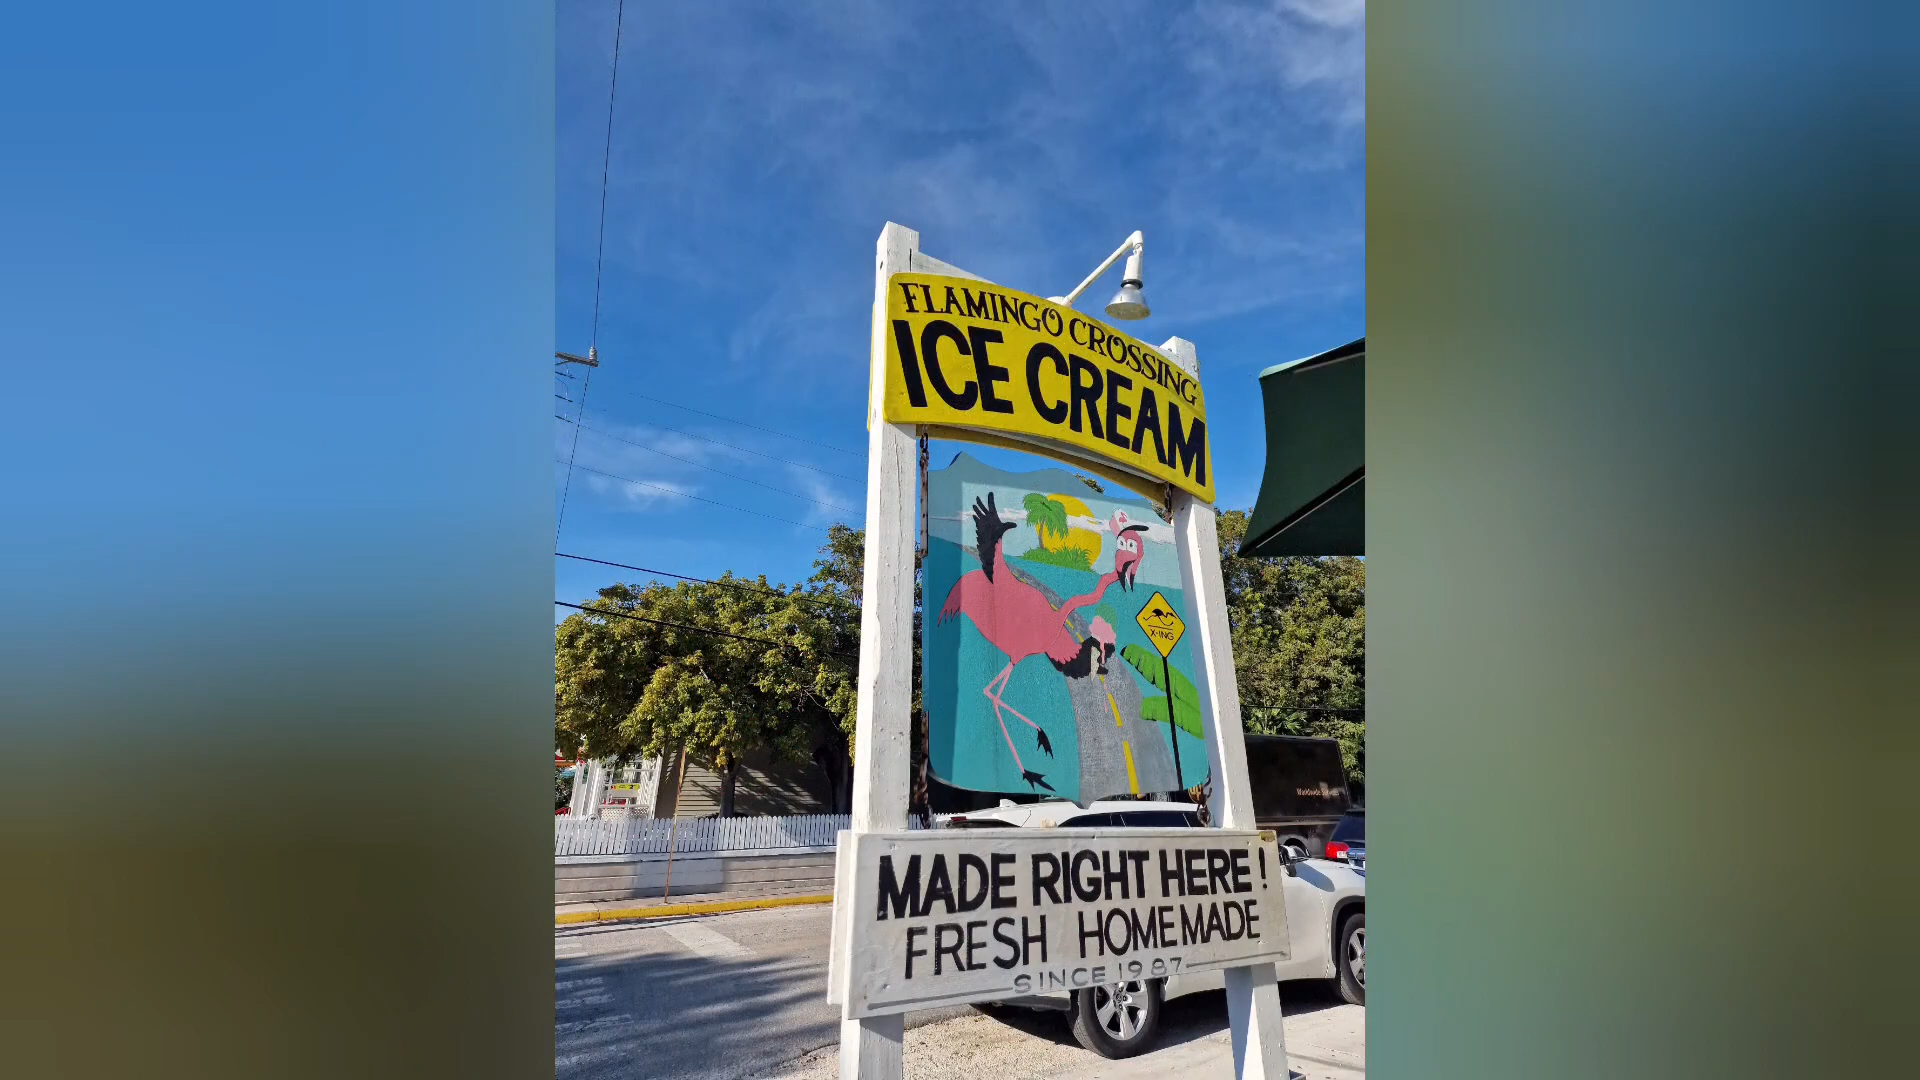 FLAMINGO CROSSING
ICE CREAM
X-ING
MADE RIGHT HERE!
FRESH HOMEMADE
SINCE 1987